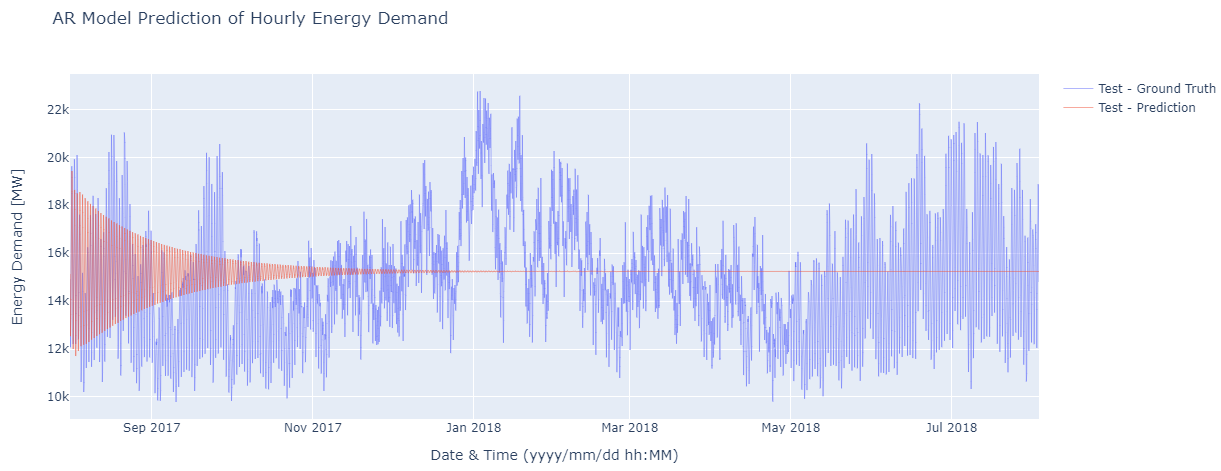 AR Model Prediction of Hourly Energy Demand
Test - Ground Truth
Test - Prediction
Energy Demand [MW]
22k
20k
18k
16k
14k
12k
10k
Sep 2017
Nov 2017
Jan 2018
Mar 2018
May 2018
Jul 2018
Date & Time (yyyy/mm/dd hh:MM)